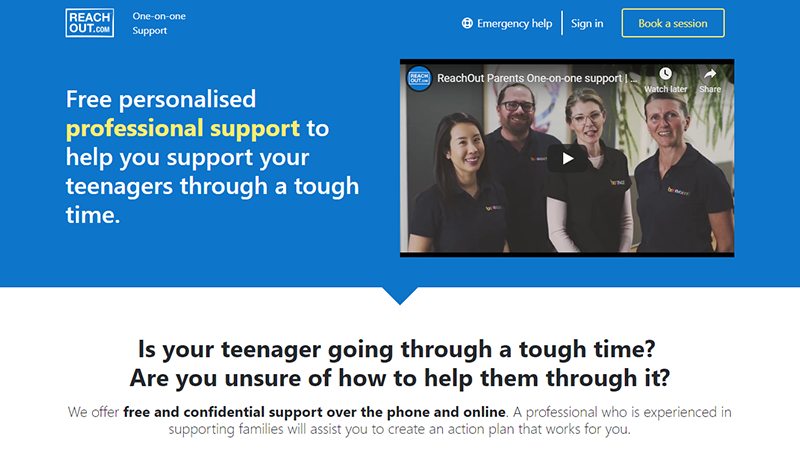 REACH
OUT.COM
One-on-one
Support
Emergency help
Sign in
Book a session
Free personalised
professional support to
help you support your
teenagers through a tough
time.
REACH
OUT.COM
ReachOut Parents One-on-one support | ...
Watch later
Share
Is your teenager going through a tough time?
Are you unsure of how to help them through it?
We offer free and confidential support over the phone and online. A professional who is experienced in
supporting families will assist you to create an action plan that works for you.